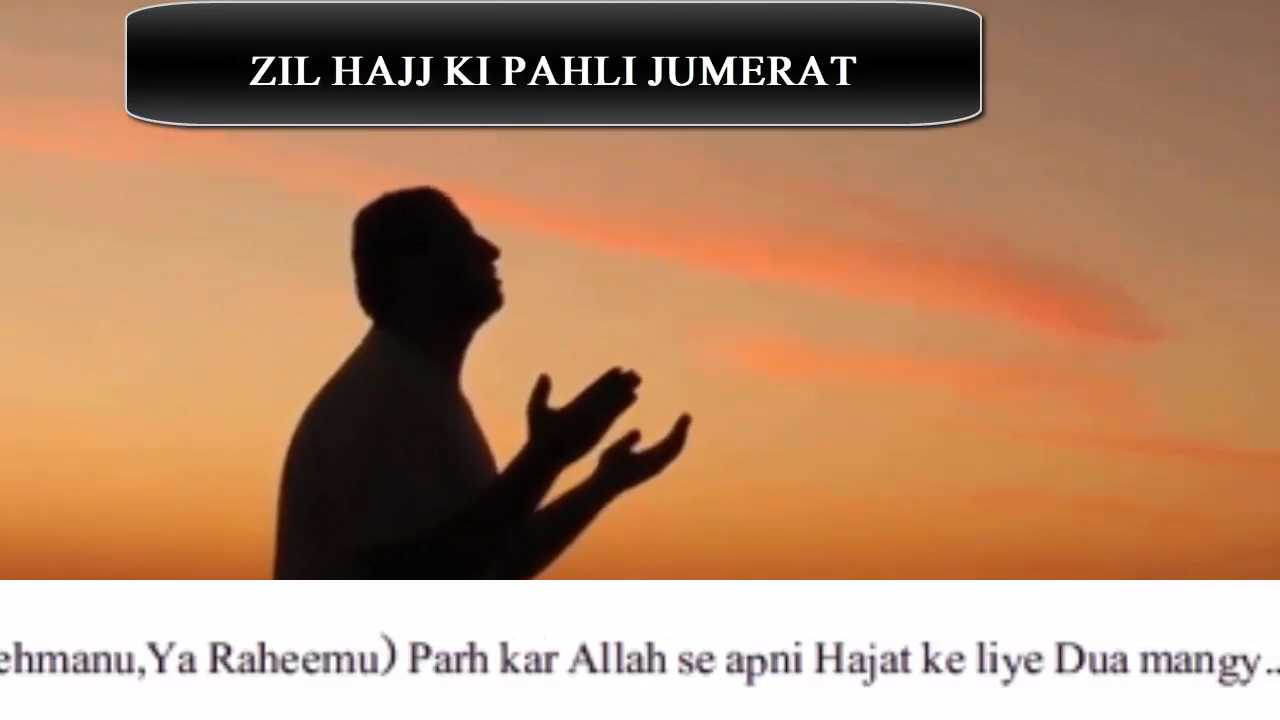 ZIL HAJJ KI PAHLI JUMERAT
ehmanu,Ya Raheemu) Parh kar Allah se apni Hajat ke liye Dua mangy..